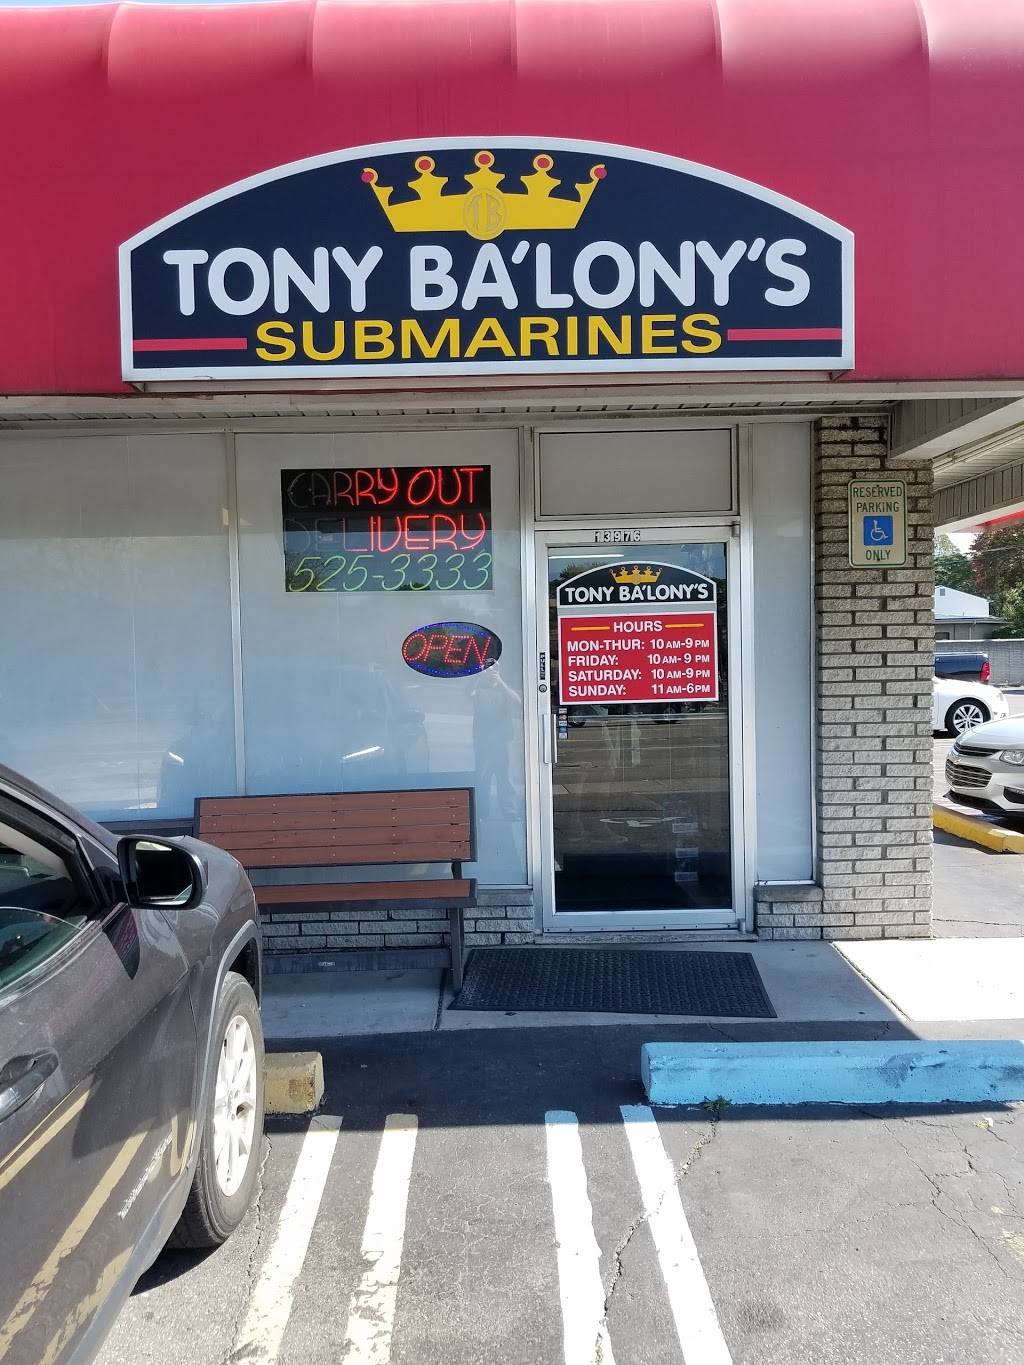 TB
TONY BA'LONY'S
SUBMARINES
CARRY OUT
DELIVERY
525-3333
OPEN
13976
TONY BA'LONY'S
HOURS
MON-THUR: 10 AM-9 PM
FRIDAY: 10 AM-9 PM
SATURDAY: 10 AM-9 PM
SUNDAY: 11 AM-6 PM
RESERVED
PARKING
ONLY